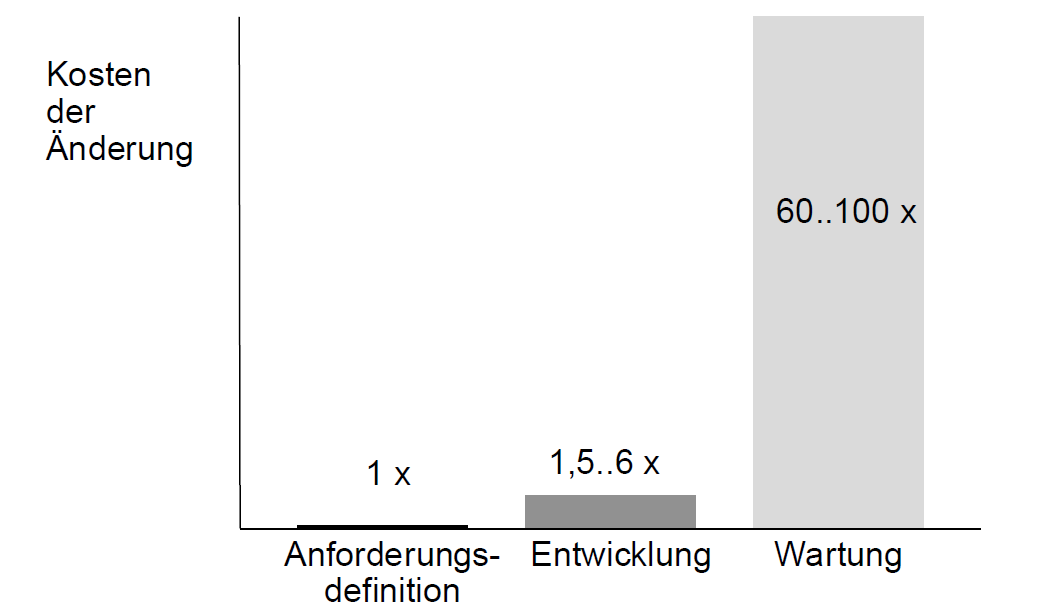 Kosten
der
Änderung
60..100 x
1,5..6 x
1 x
Anforderungs-
definition
Entwicklung
Wartung